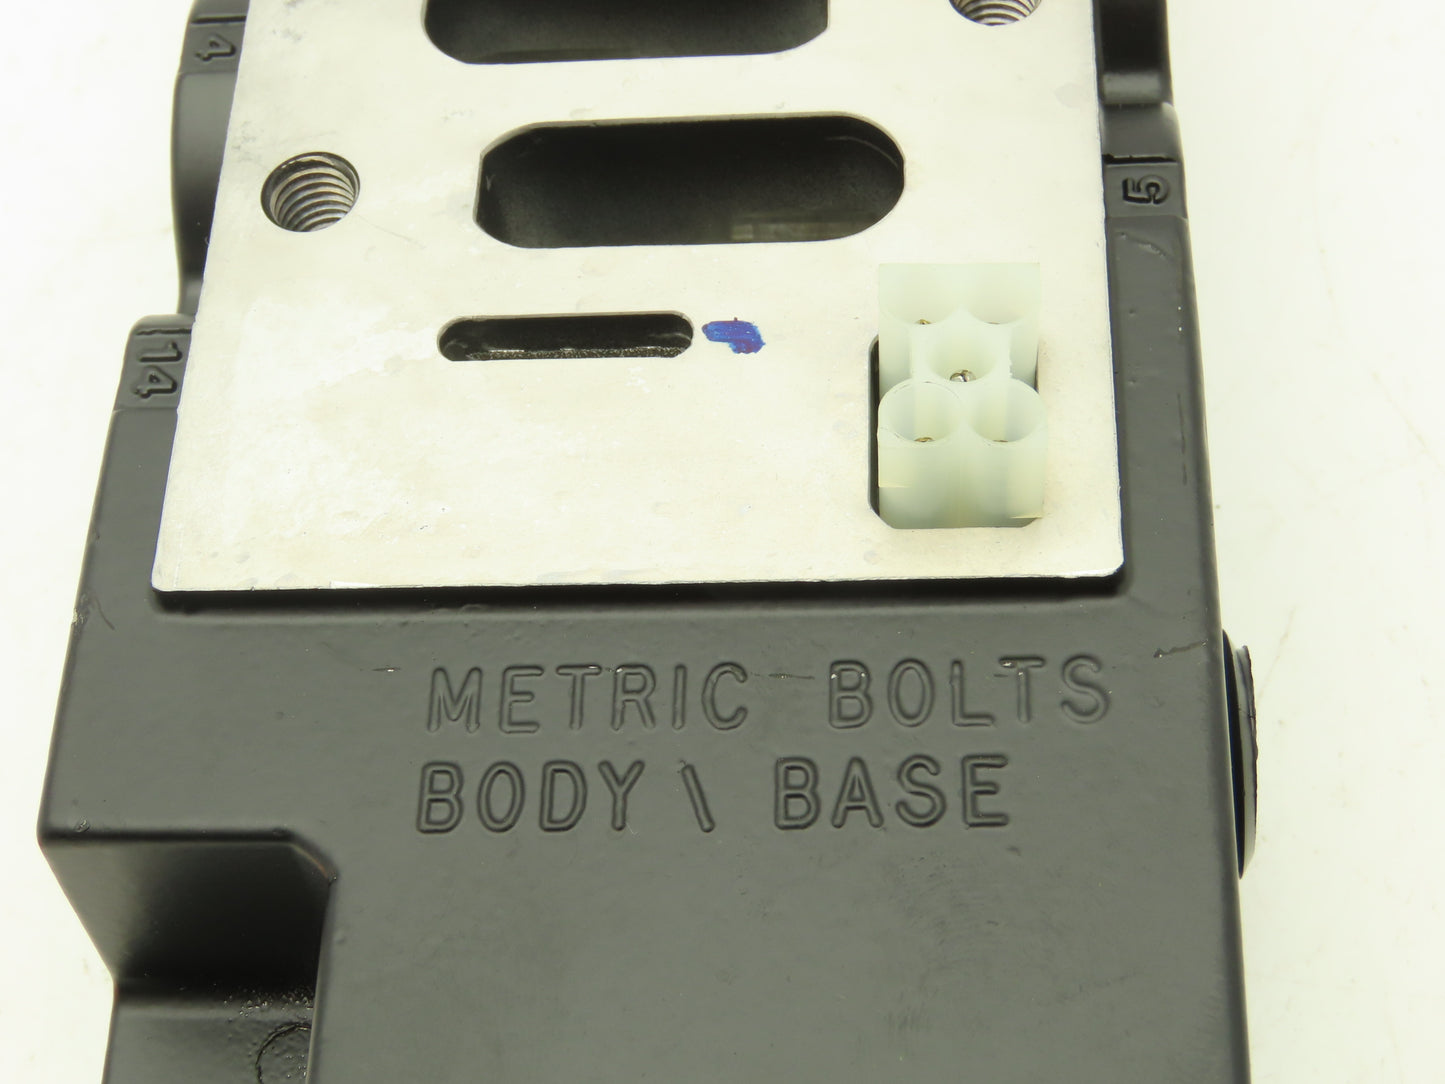 4
5
14
METRIC BOLTS
BODY \ BASE